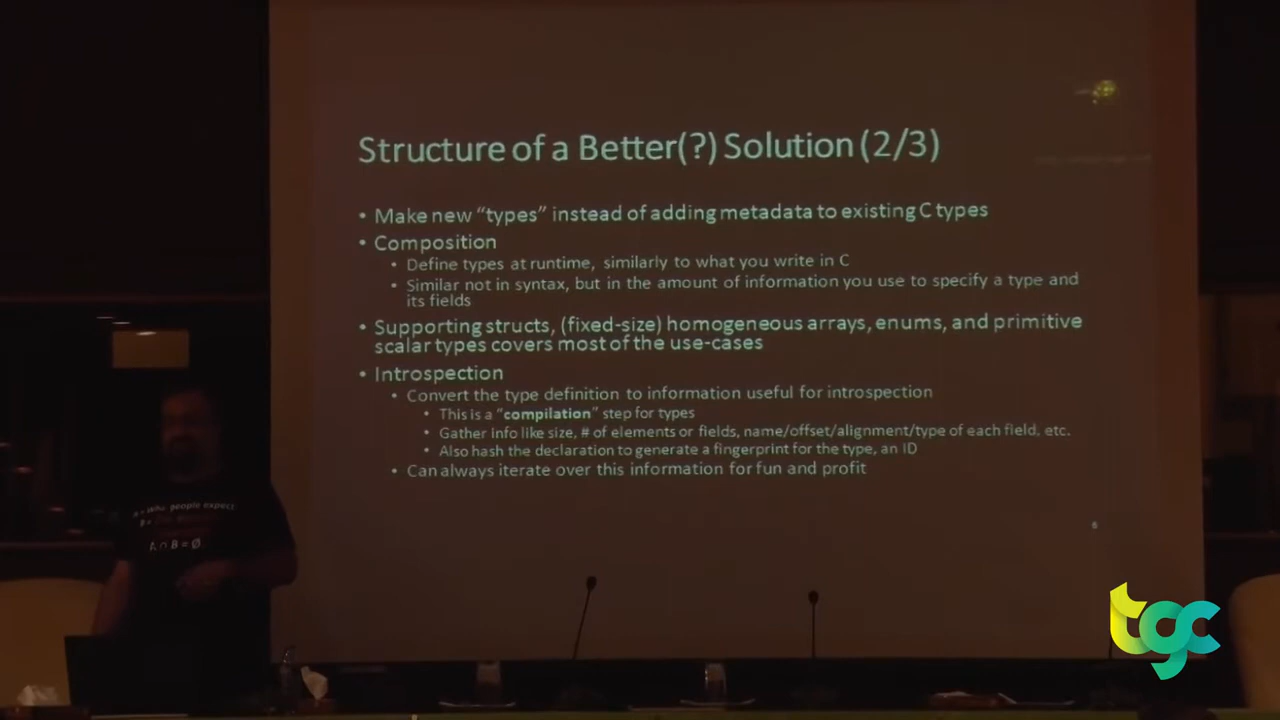 Structure of a Better(?) Solution (2/3)
• Make new “types” instead of adding metadata to existing C types
• Composition
• Define types at runtime, similarly to what you write in C
• Similar not in syntax, but in the amount of information you use to specify a type and
its fields
• Supporting structs, (fixed-size) homogeneous arrays, enums, and primitive
scalar types covers most of the use-cases
• Introspection
• Convert the type definition to information useful for introspection
• This is a “compilation” step for types
• Gather info like size, # of elements or fields, name/offset/alignment/type of each field, etc.
• Also hash the declaration to generate a fingerprint for the type, an ID
• Can always iterate over this information for fun and profit
6
people expect
B =
A ∩ B = Ø
tgc